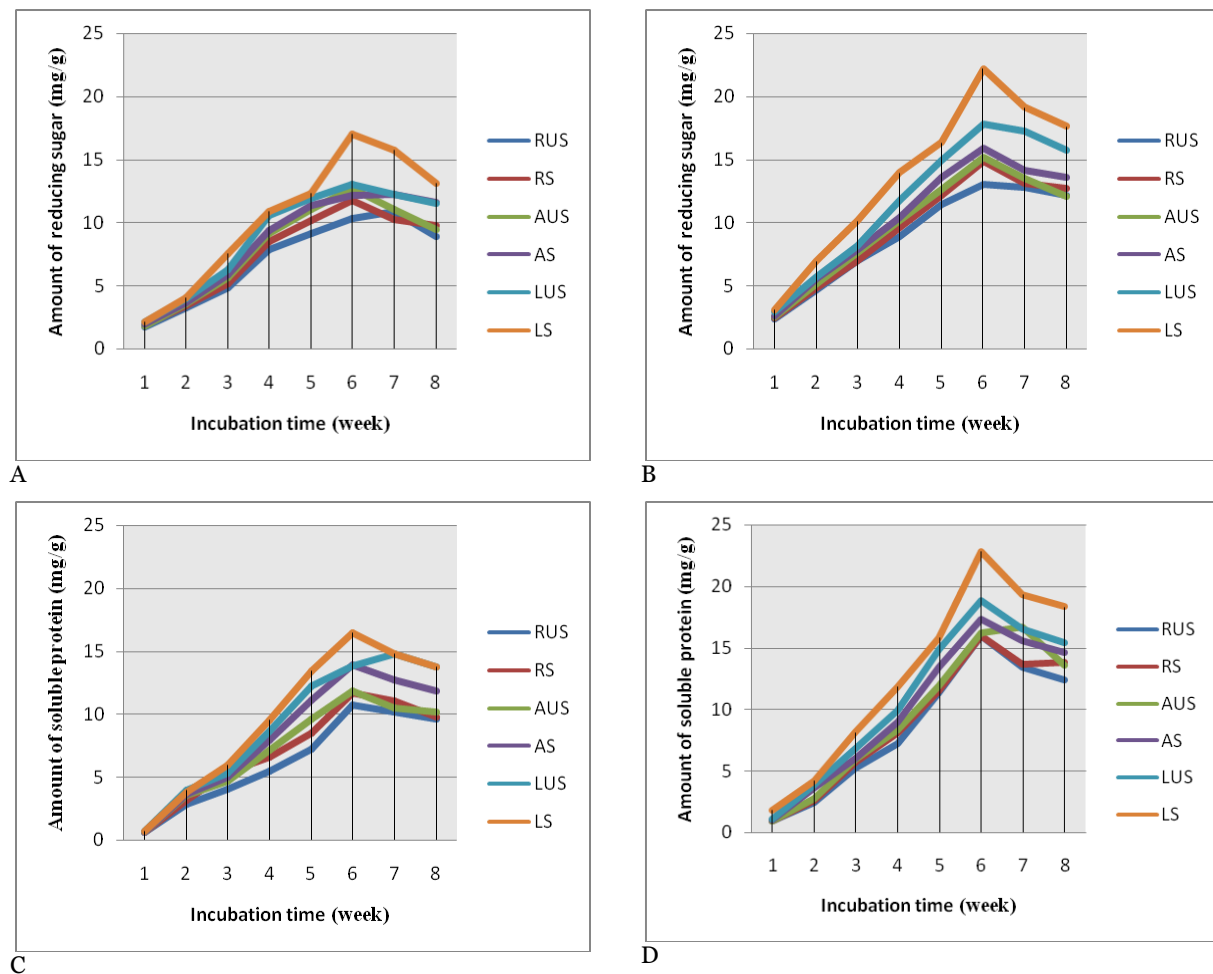 25
20
15
10
5
0
Amount of reducing sugar (mg/g)
1 2 3 4 5 6 7 8
Incubation time (week)
RUS
RS
AUS
AS
LUS
LS
A
25
20
15
10
5
0
Amount of reducing sugar (mg/g)
1 2 3 4 5 6 7 8
Incubation time (week)
RUS
RS
AUS
AS
LUS
LS
B
25
20
15
10
5
0
Amount of soluble protein (mg/g)
1 2 3 4 5 6 7 8
Incubation time (week)
RUS
RS
AUS
AS
LUS
LS
C
25
20
15
10
5
0
Amount of soluble protein (mg/g)
1 2 3 4 5 6 7 8
Incubation time (week)
RUS
RS
AUS
AS
LUS
LS
D